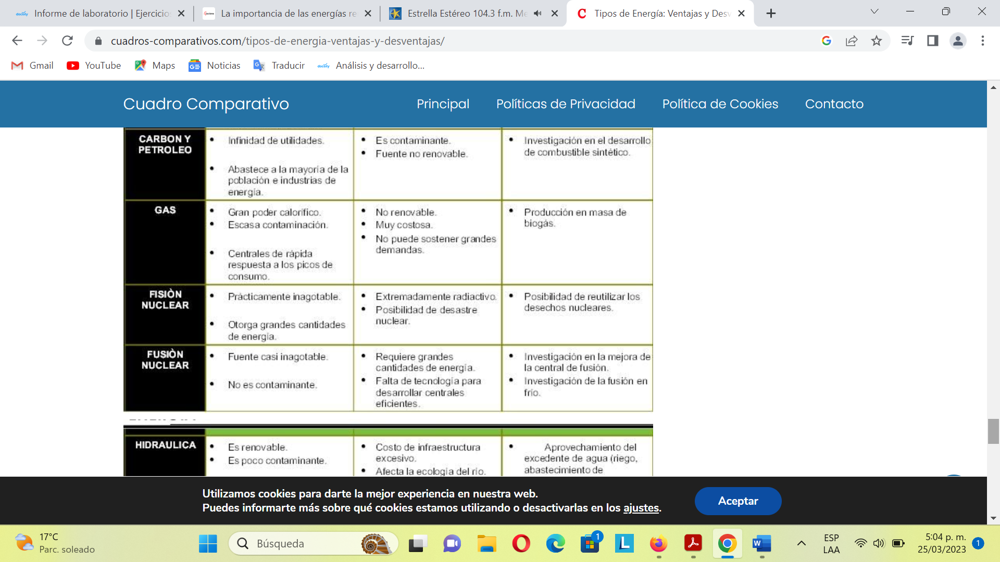 Informe de laboratorio | Ejercicio
La importancia de las energías re
Estrella Estéreo 104.3 f.m. Me
Tipos de Energía: Ventajas y Desv
cuadros-comparativos.com/tipos-de-energia-ventajas-y-desventajas/
Gmail
YouTube
Maps
Noticias
Traducir
docsity
Análisis y desarrollo...
Cuadro Comparativo
Principal
Políticas de Privacidad
Política de Cookies
Contacto
CARBON Y
PETROLEO
Infinidad de utilidades.
Abastece a la mayoría de la
población e industrias de
energía.
Es contaminante.
Fuente no renovable.
Investigación en el desarrollo
de combustible sintético.
GAS
Gran poder calorífico.
Escasa contaminación.
Centrales de rápida
respuesta a los picos de
consumo.
No renovable.
Muy costosa.
No puede sostener grandes
demandas.
Producción en masa de
biogás.
FISIÒN
NUCLEAR
Prácticamente inagotable.
Otorga grandes cantidades
de energía.
Extremadamente radiactivo.
Posibilidad de desastre
nuclear.
Posibilidad de reutilizar los
desechos nucleares.
FUSIÒN
NUCLEAR
Fuente casi inagotable.
No es contaminante.
Requiere grandes
cantidades de energía.
Falta de tecnología para
desarrollar centrales
eficientes.
Investigación en la mejora de
la central de fusión.
Investigación de la fusión en
frío.
HIDRAULICA
Es renovable.
Es poco contaminante.
Costo de infraestructura
excesivo.
Afecta la ecología del río.
Aprovechamiento del
excedente de agua (riego,
abastecimiento de
Utilizamos cookies para darte la mejor experiencia en nuestra web.
Puedes informarte más sobre qué cookies estamos utilizando o desactivarlas en los ajustes.
Aceptar
17°C
Parc. soleado
Búsqueda
1
ESP
LAA
5:04 p. m.
25/03/2023
1